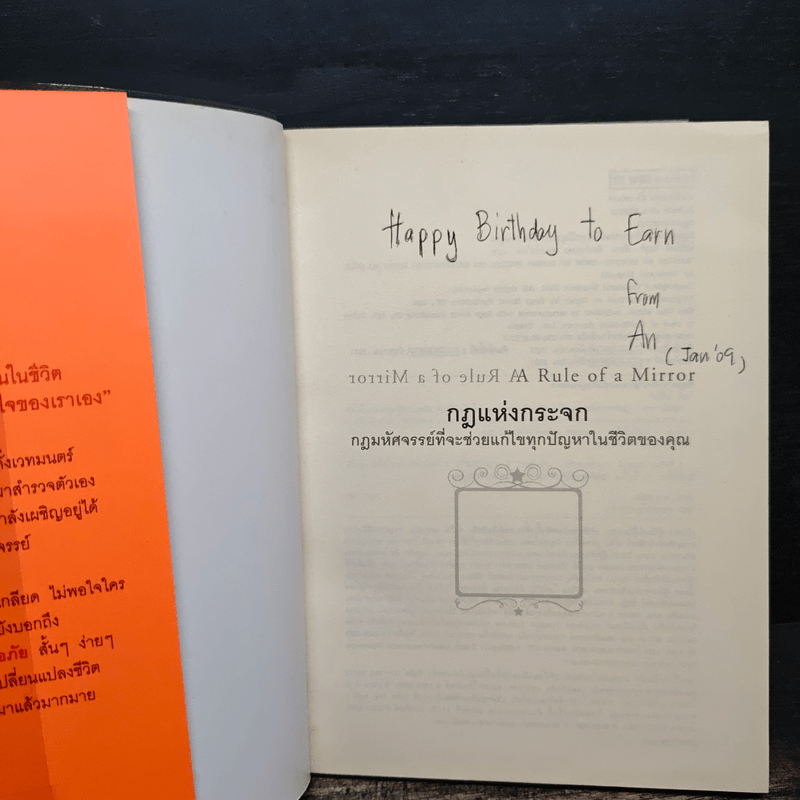 นในชีวิต
ใจของเราเอง"
ั่งเวทมนตร์
มาสำรวจตัวเอง
ำลังเผชิญอยู่ได้
จรรย์
เกลียด ไม่พอใจใคร
ยังบอกถึง
อภัย สั้นๆ ง่ายๆ
ปลี่ยนแปลงชีวิต
มาแล้วมากมาย
Happy Birthday to Earn
from
An
(Jan'09)
A Rule of a Mirror A Rule of a Mirror
กฎแห่งกระจก
กฎมหัศจรรย์ที่จะช่วยแก้ไขทุกปัญหาในชีวิตของคุณ